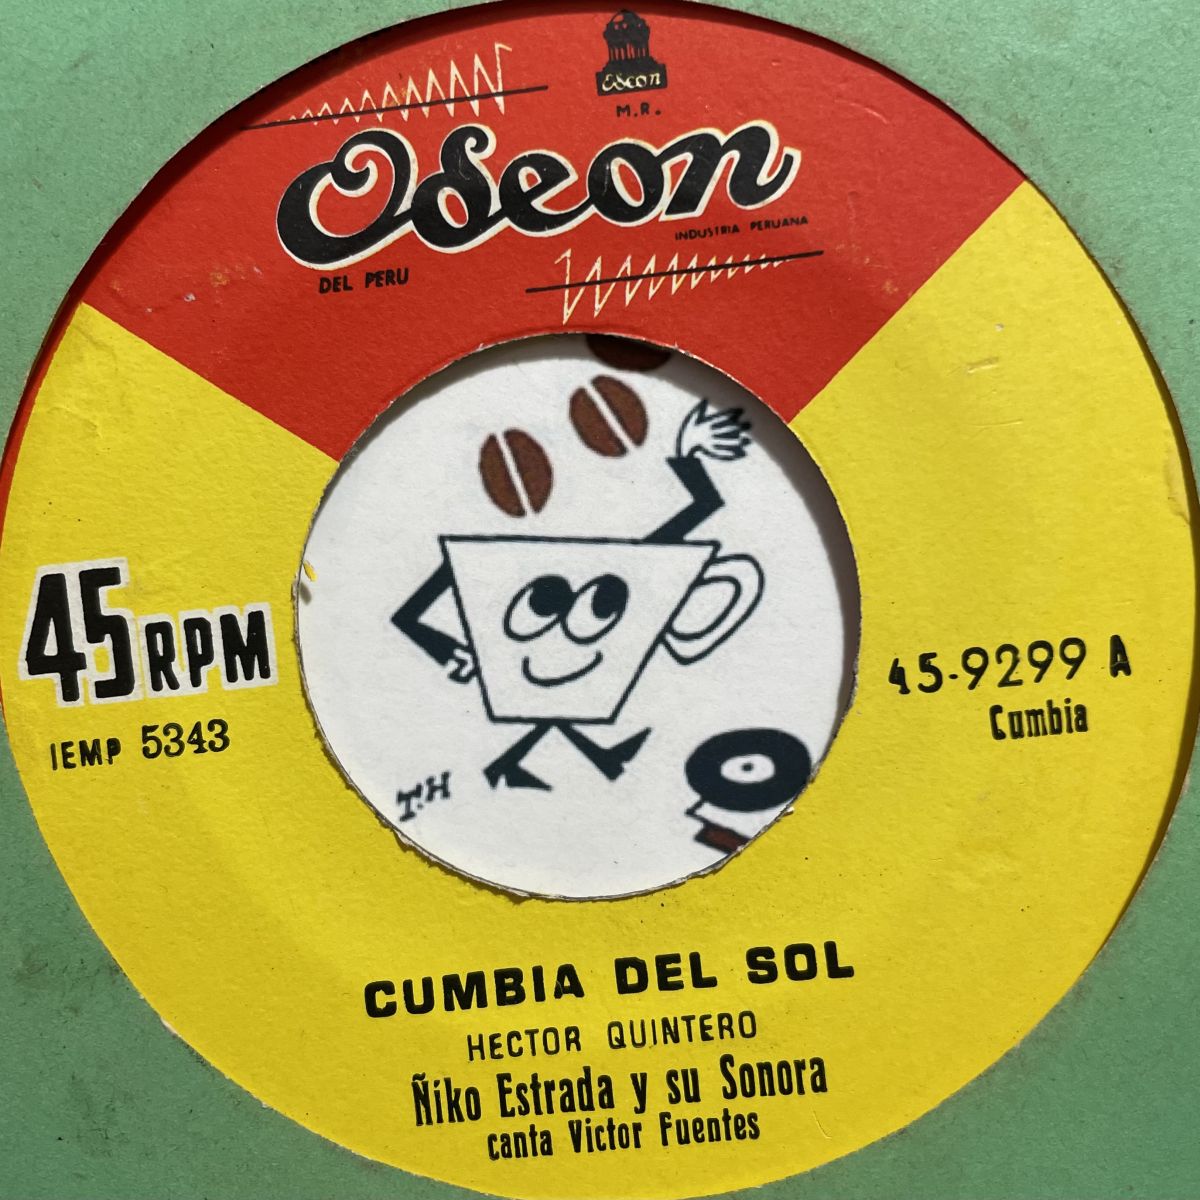 Odeon
M.R.
Odeon
INDUSTRIA PERUANA
DEL PERU
45 RPM
IEMP 5343
45-9299 A
Cumbia
T.H
CUMBIA DEL SOL
HECTOR QUINTERO
Ñiko Estrada y su Sonora
canta Victor Fuentes